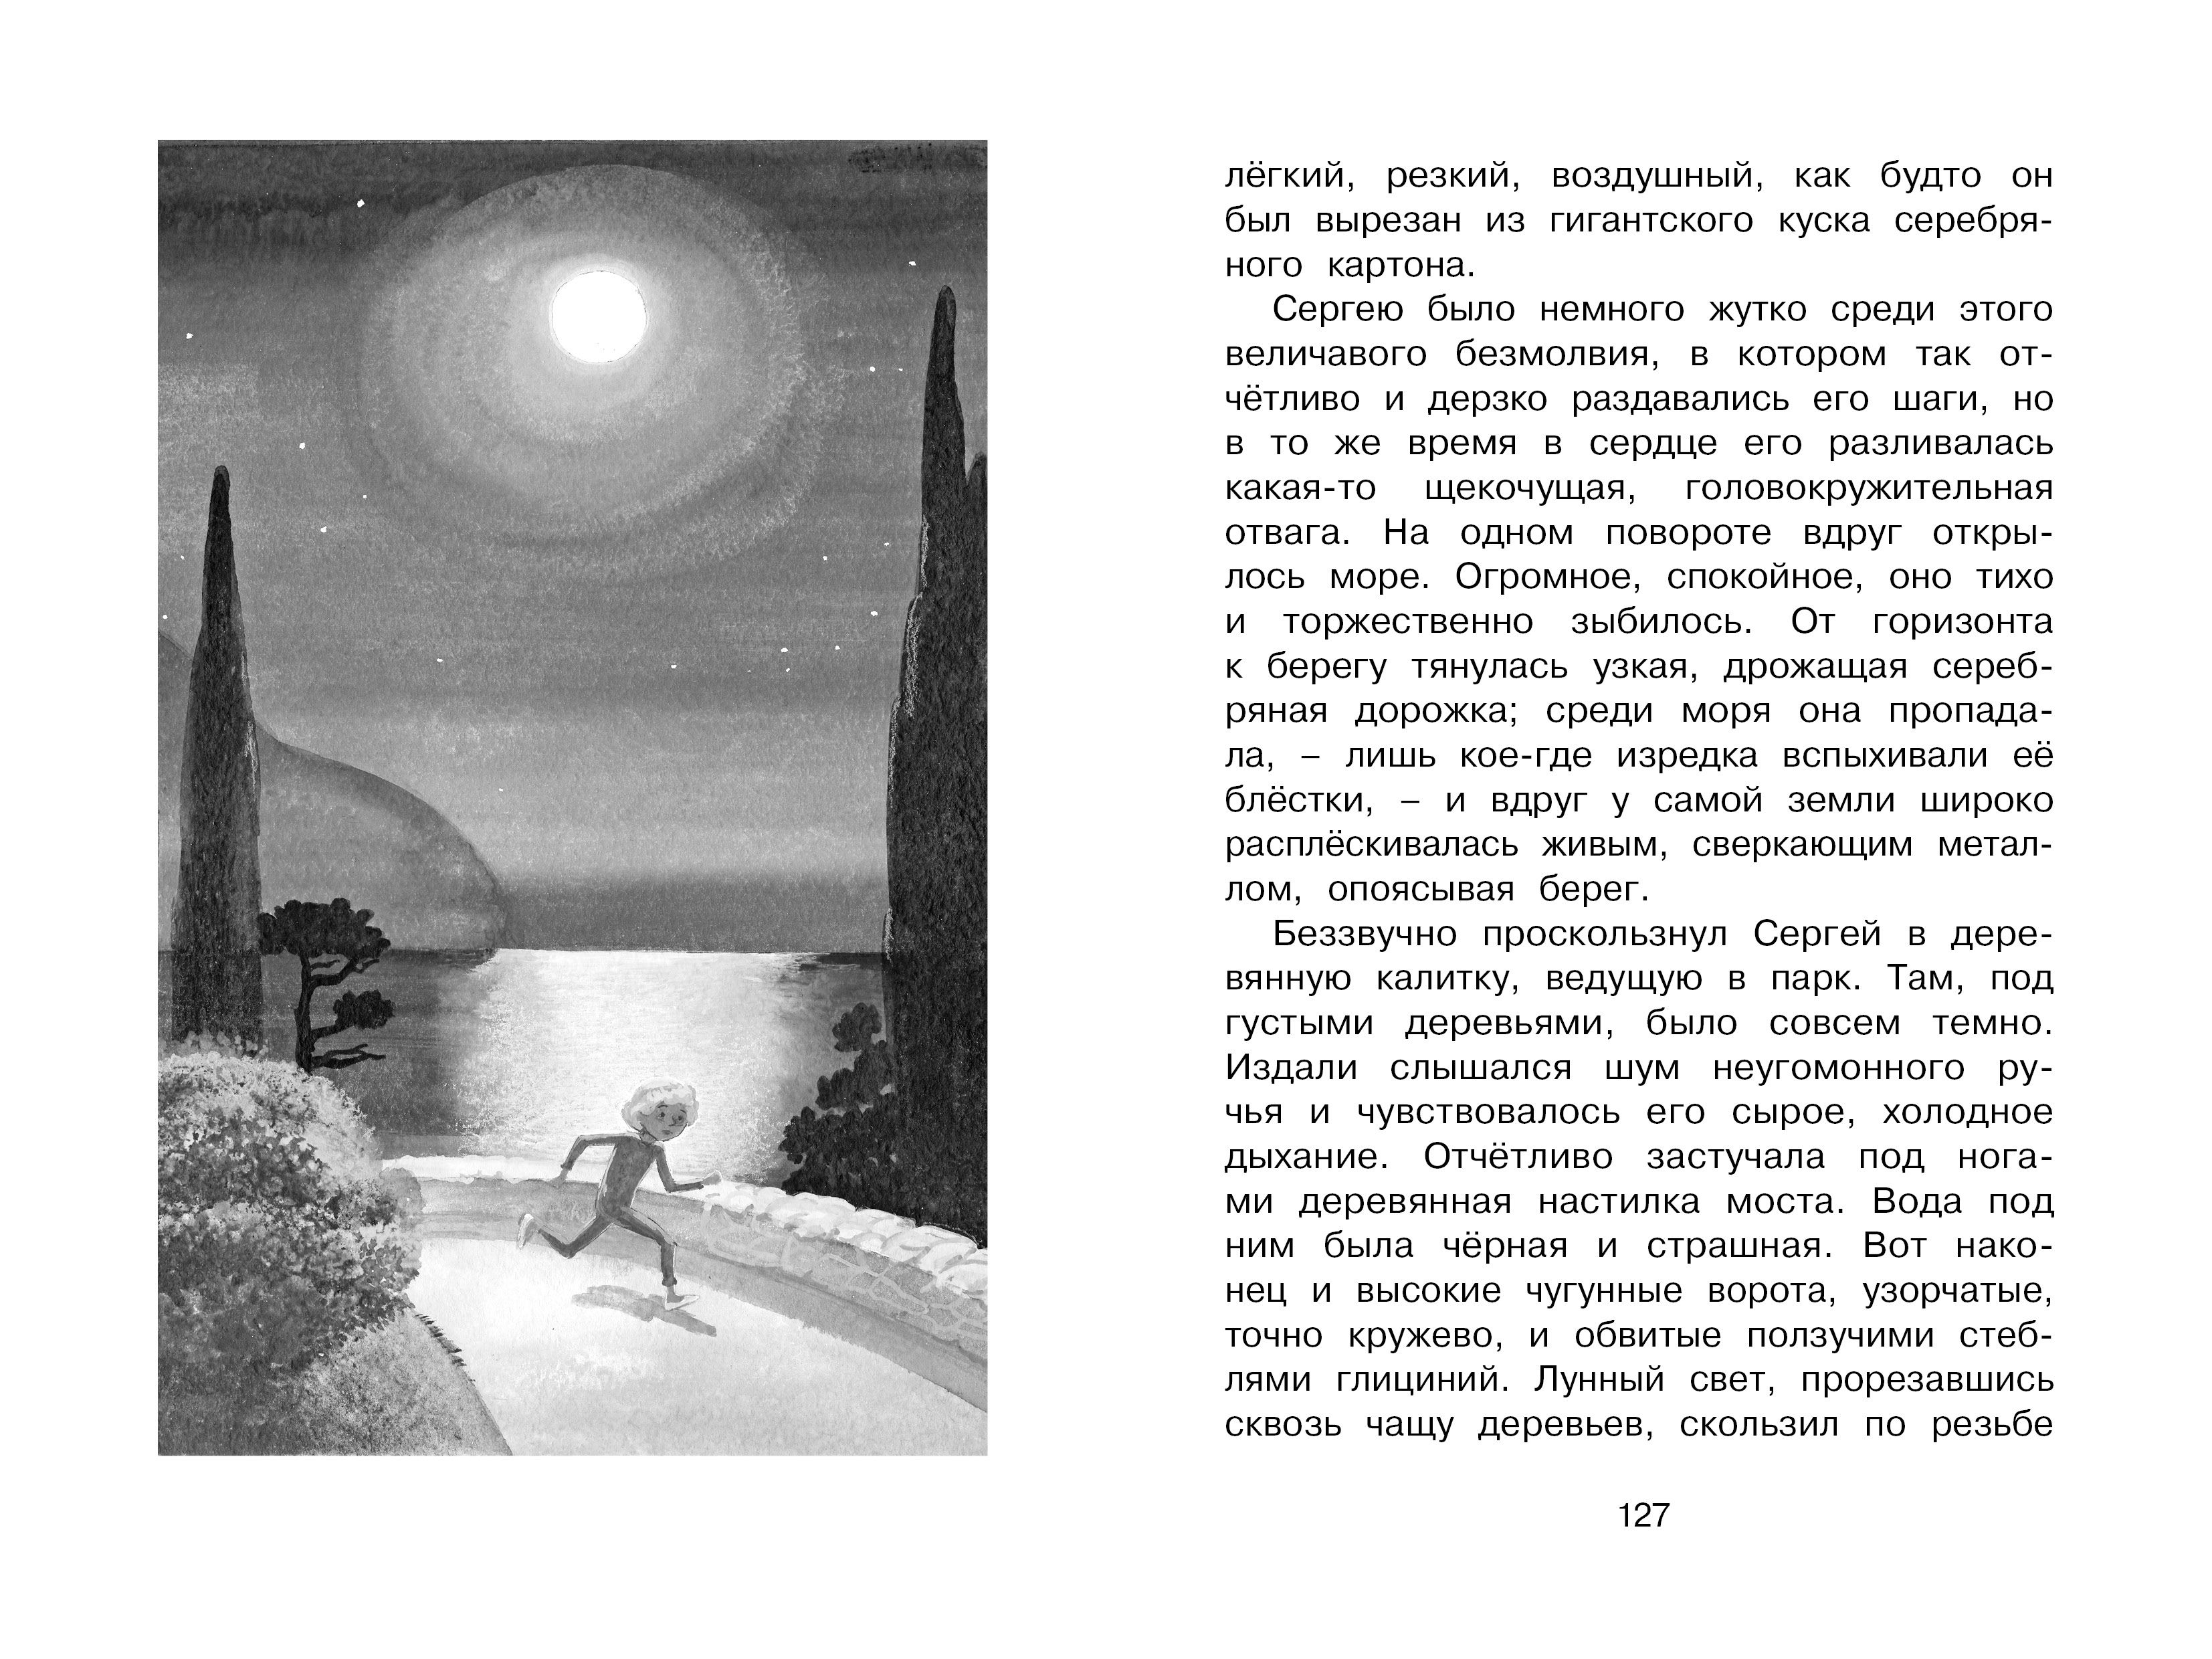 лёгкий, резкий, воздушный, как будто он
был вырезан из гигантского куска серебря-
ного картона.
Сергею было немного жутко среди этого
величавого безмолвия, в котором так от-
чётливо и дерзко раздавались его шаги, но
в то же время в сердце его разливалась
какая-то щекочущая, головокружительная
отвага. На одном повороте вдруг откры-
лось море. Огромное, спокойное, оно тихо
и торжественно зыбилось. От горизонта
к берегу тянулась узкая, дрожащая сереб-
ряная дорожка; среди моря она пропада-
ла, – лишь кое-где изредка вспыхивали её
блёстки, – и вдруг у самой земли широко
расплёскивалась живым, сверкающим метал-
лом, опоясывая берег.
Беззвучно проскользнул Сергей в дере-
вянную калитку, ведущую в парк. Там, под
густыми деревьями, было совсем темно.
Издали слышался шум неугомонного ру-
чья и чувствовалось его сырое, холодное
дыхание. Отчётливо застучала под нога-
ми деревянная настилка моста. Вода под
ним была чёрная и страшная. Вот нако-
нец и высокие чугунные ворота, узорчатые,
точно кружево, и обвитые ползучими стеб-
лями глициний. Лунный свет, прорезавшись
сквозь чащу деревьев, скользил по резьбе
127